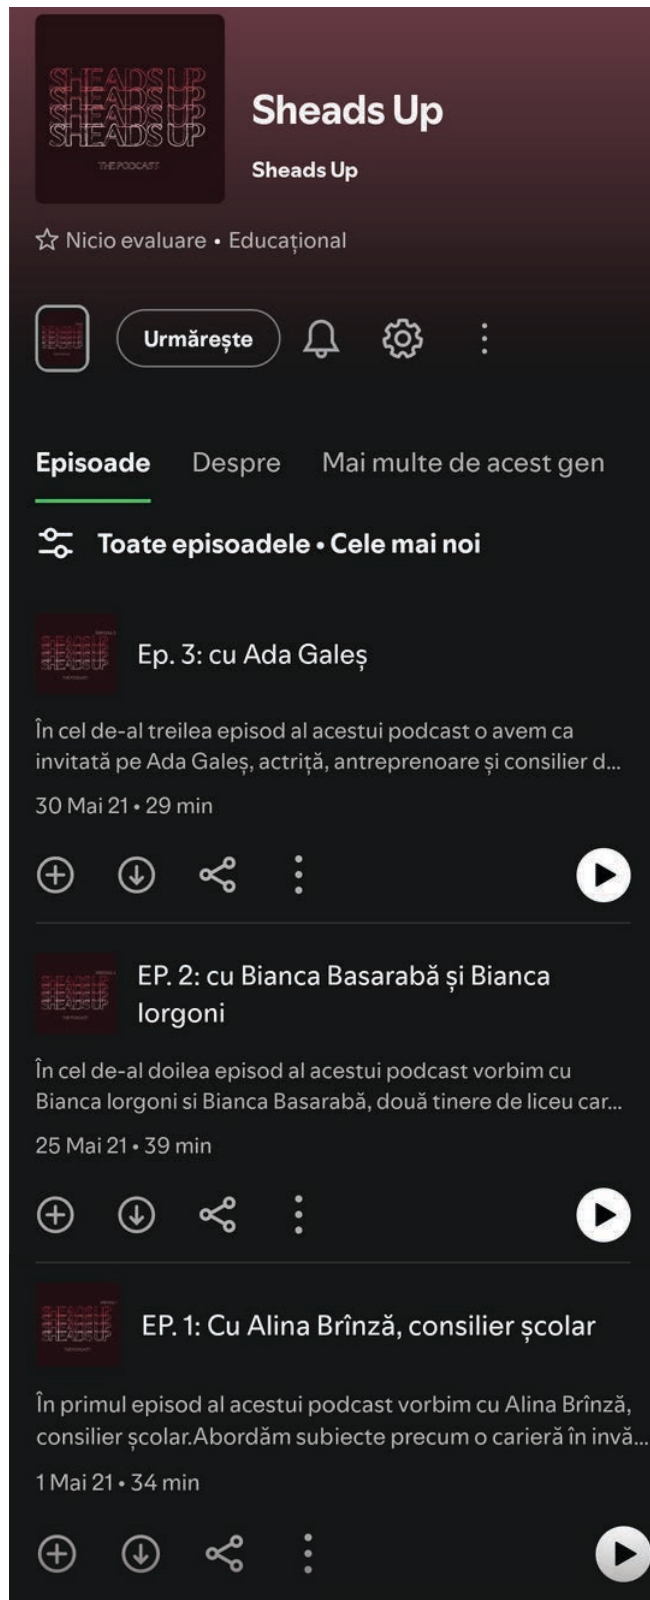 SHEADS UP
SHEADS UP
SHEADS UP
SHEADS UP
THE PODCAST
Sheads Up
Sheads Up
Nicio evaluare • Educațional
Urmărește
Episoade Despre Mai multe de acest gen
Toate episoadele • Cele mai noi
Ep. 3: cu Ada Galeș
În cel de-al treilea episod al acestui podcast o avem ca
invitată pe Ada Galeș, actriță, antreprenoare și consilier d...
30 Mai 21 • 29 min
EP. 2: cu Bianca Basarabă și Bianca
Iorgoni
În cel de-al doilea episod al acestui podcast vorbim cu
Bianca Iorgoni si Bianca Basarabă, două tinere de liceu car...
25 Mai 21 • 39 min
EP. 1: Cu Alina Brînză, consilier școlar
În primul episod al acestui podcast vorbim cu Alina Brînză,
consilier școlar.Abordăm subiecte precum o carieră în invă...
1 Mai 21 • 34 min